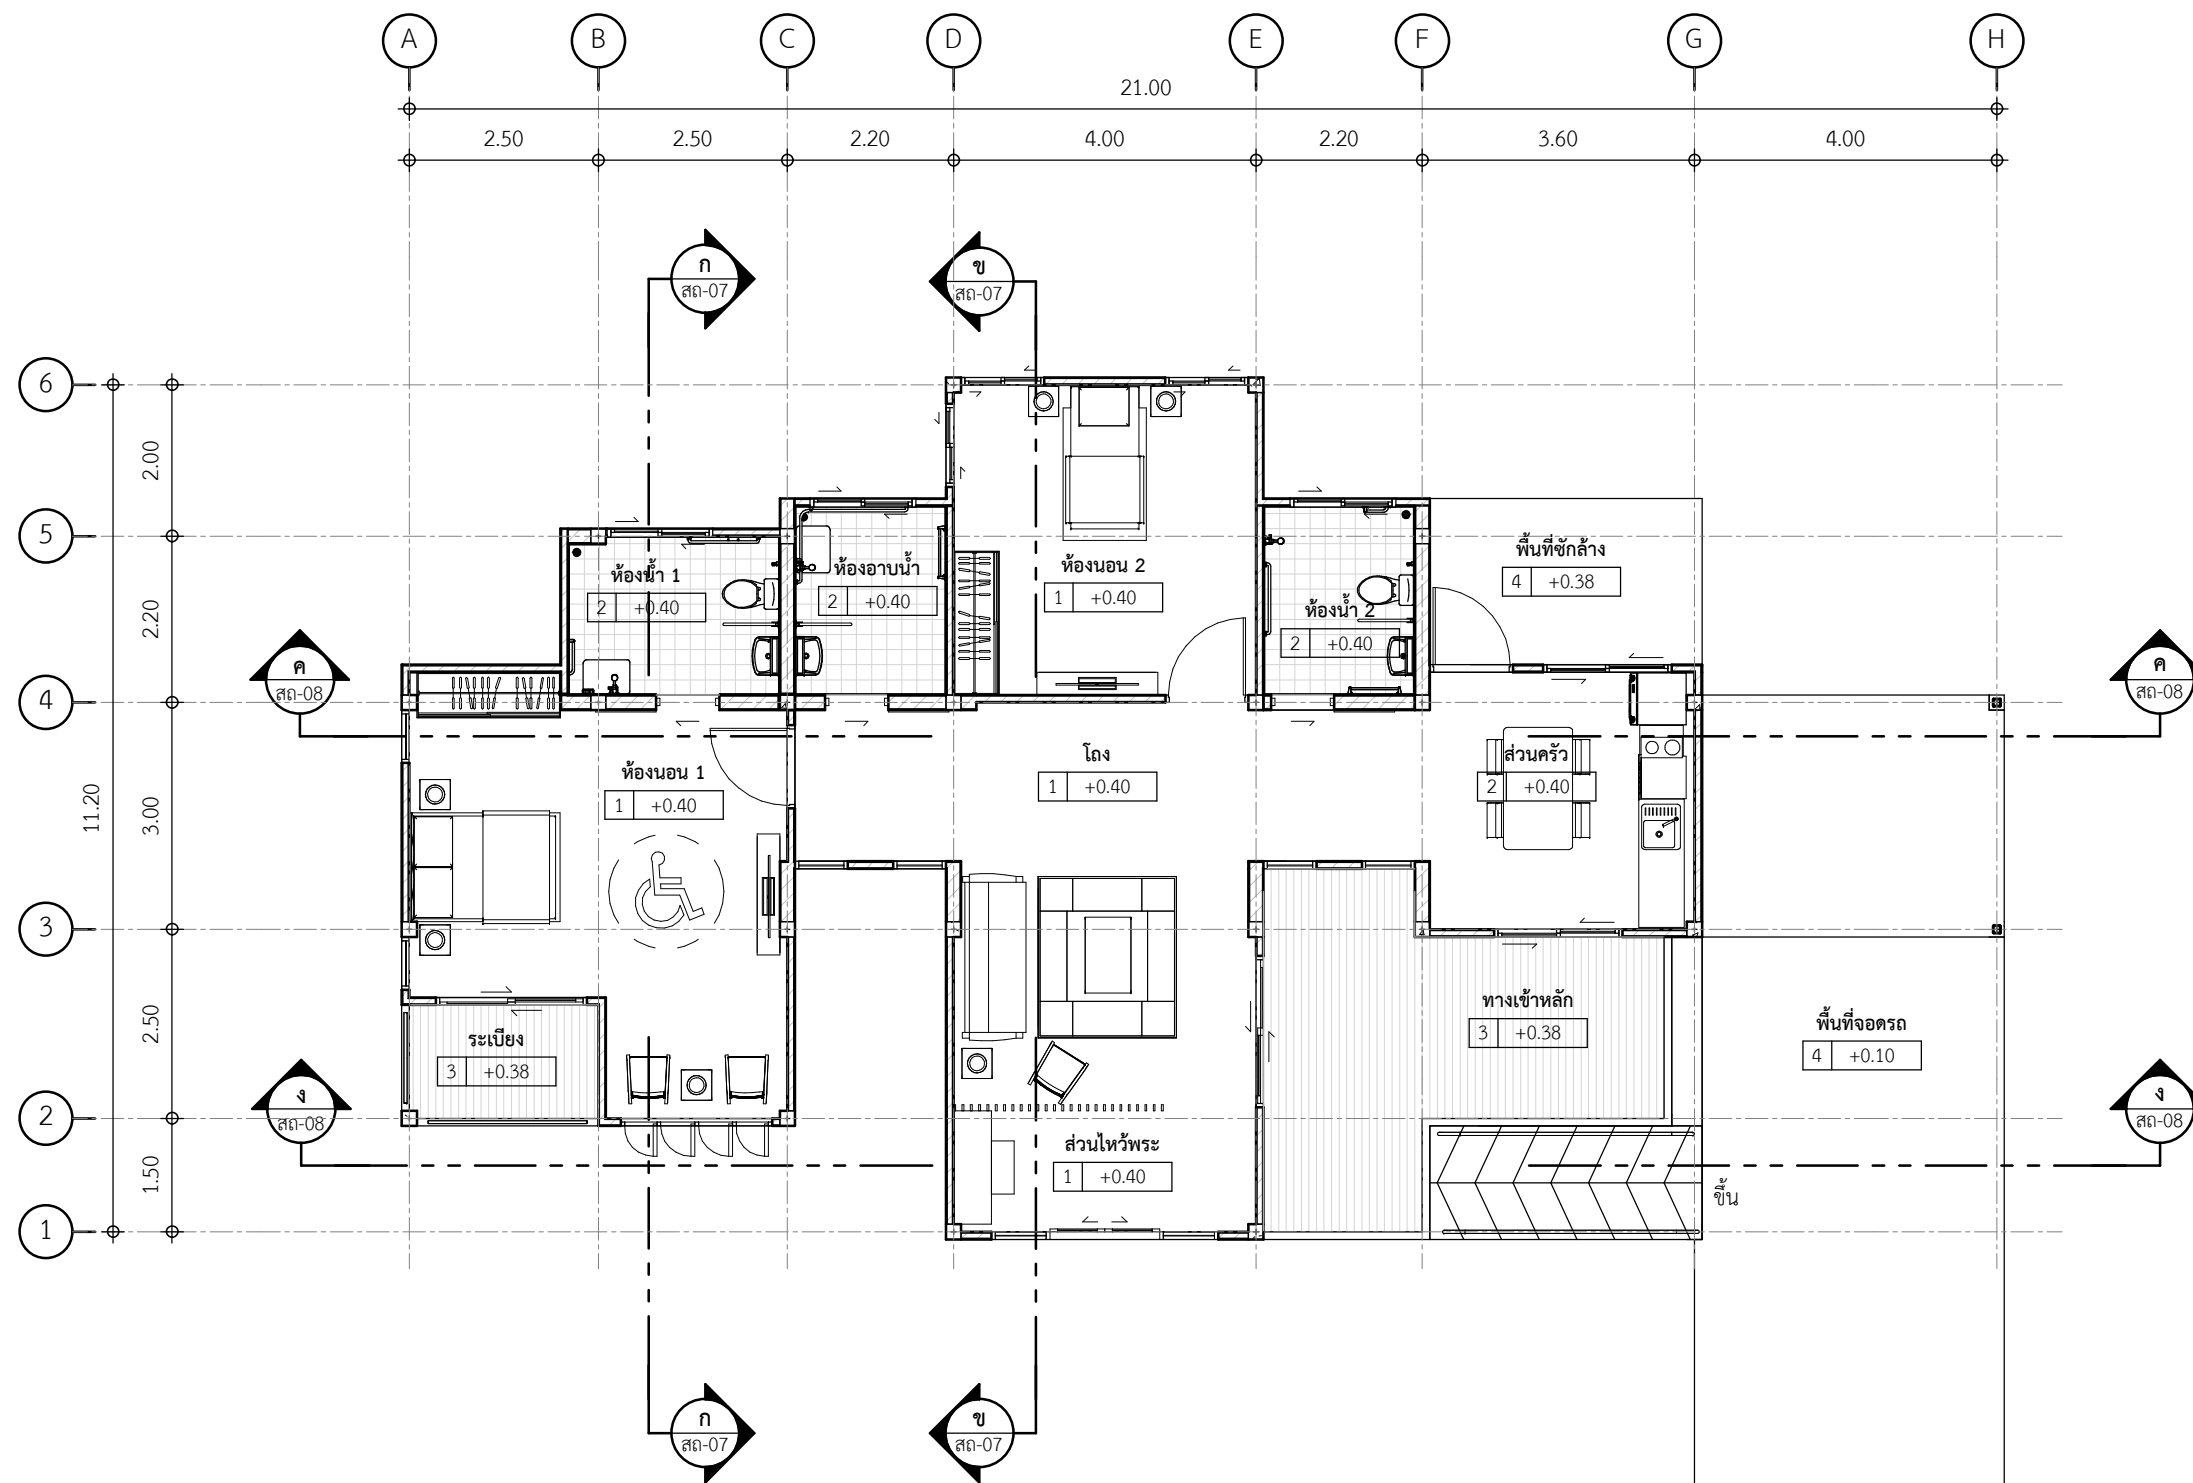 A B C D E F G H
21.00
2.50 2.50 2.20 4.00 2.20 3.60 4.00
ก
สถ-07
ข
สถ-07
6
2.00
5
พื้นที่ซักล้าง
4 +0.38
ห้องน้ำ 1
2 +0.40
ห้องอาบน้ำ
2 +0.40
ห้องนอน 2
1 +0.40
ห้องน้ำ 2
2 +0.40
2.20
ค
สถ-08
ค
สถ-08
4
โถง
1 +0.40
ส่วนครัว
2 +0.40
ห้องนอน 1
1 +0.40
11.20
3.00
3
ทางเข้าหลัก
3 +0.38
พื้นที่จอดรถ
4 +0.10
2.50
ระเบียง
3 +0.38
ง
สถ-08
ง
สถ-08
2
ส่วนไหว้พระ
1 +0.40
1.50
ขึ้น
1
ก
สถ-07
ข
สถ-07